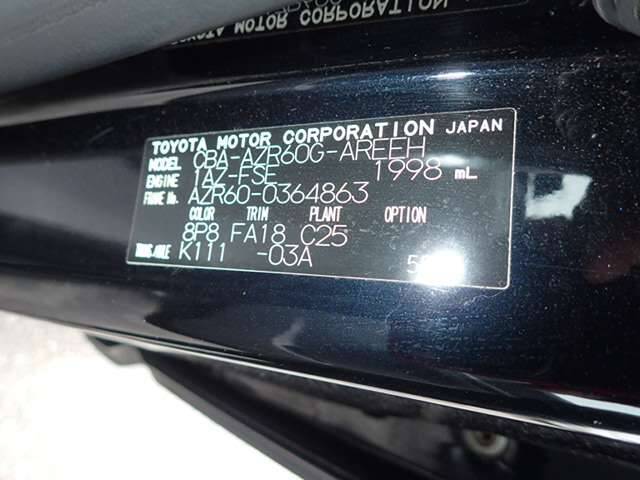 TOYOTA MOTOR CORPORATION JAPAN
MODEL CBA-AZR60G-AREEH
ENGINE 1AZ-FSE 1998 mL
FRAME No. AZR60-0364863
COLOR TRIM PLANT OPTION
8P8 FA18 C25
TRANS/AXLE K111 -03A